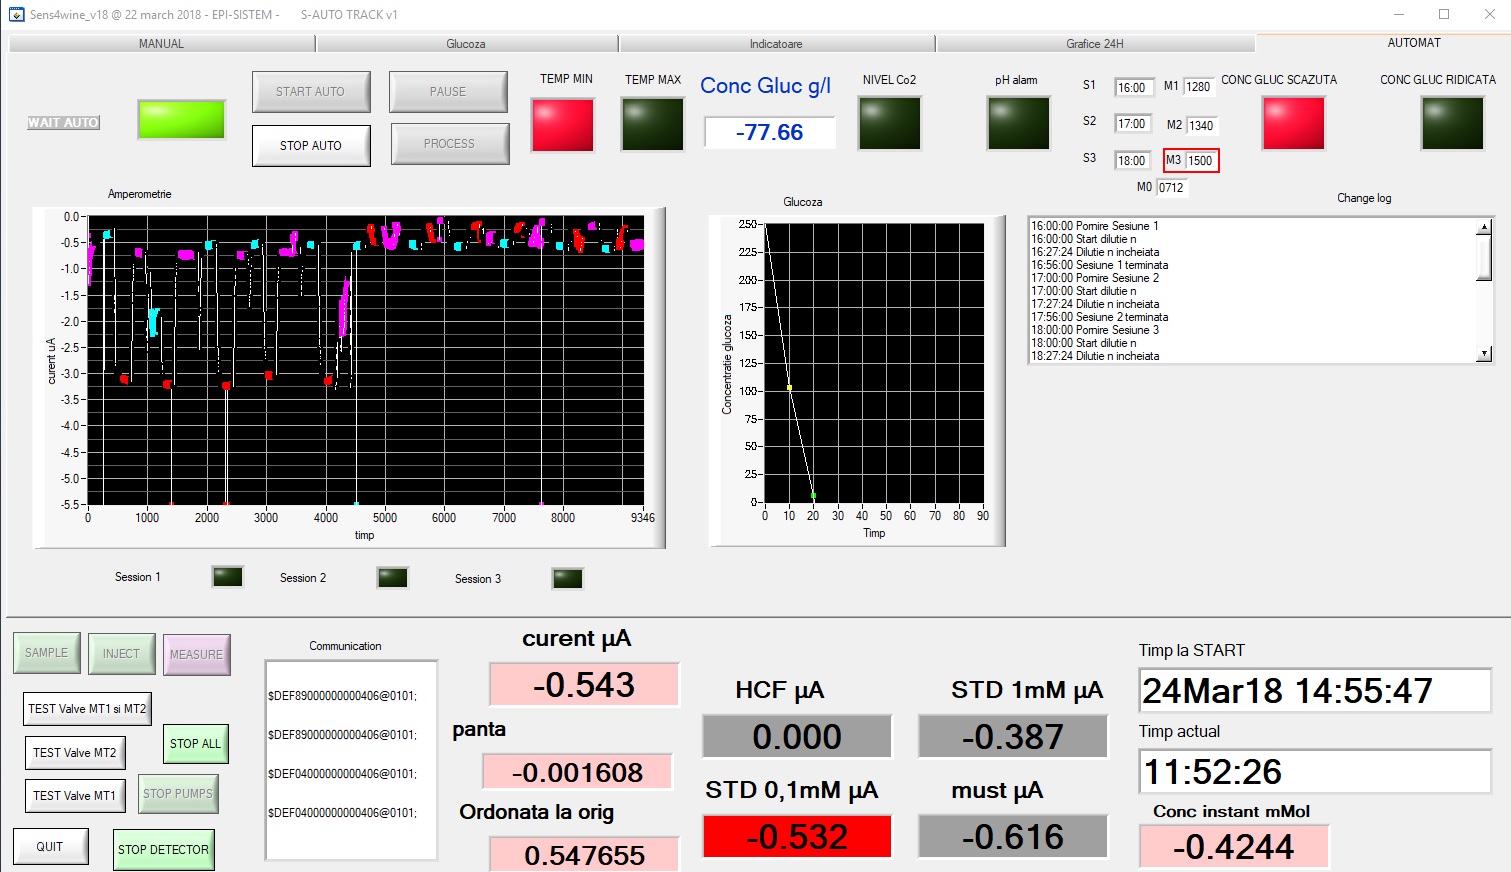 Sens4wine_v18 @ 22 march 2018 - EPI-SISTEM - S-AUTO TRACK v1
MANUAL Glucoza Indicatoare Grafice 24H AUTOMAT
WAIT AUTO
START AUTO PAUSE
STOP AUTO PROCESS
TEMP MIN TEMP MAX
Conc Gluc g/l
-77.66
NIVEL Co2 pH alarm
S1 16:00 M1 1280
S2 17:00 M2 1340
S3 18:00 M3 1500
M0 0712
CONC GLUC SCAZUTA CONC GLUC RIDICATA
Amperometrie
curent uA
0.0
-0.5
-1.0
-1.5
-2.0
-2.5
-3.0
-3.5
-4.0
-4.5
-5.0
-5.5
0 1000 2000 3000 4000 5000 6000 7000 8000 9346
timp
Glucoza
Concentratie glucoza
250
225
200
175
150
125
100
75
50
25
0
0 10 20 30 40 50 60 70 80 90
Timp
Change log
16:00:00 Pornire Sesiune 1
16:00:00 Start dilutie n
16:27:24 Dilutie n incheiata
16:56:00 Sesiune 1 terminata
17:00:00 Pornire Sesiune 2
17:00:00 Start dilutie n
17:27:24 Dilutie n incheiata
17:56:00 Sesiune 2 terminata
18:00:00 Pornire Sesiune 3
18:00:00 Start dilutie n
18:27:24 Dilutie n incheiata
Session 1 Session 2 Session 3
SAMPLE INJECT MEASURE
TEST Valve MT1 si MT2
TEST Valve MT2
TEST Valve MT1
STOP ALL
STOP PUMPS
QUIT
STOP DETECTOR
Communication
$DEF89000000000406@0101;
$DEF89000000000406@0101;
$DEF04000000000406@0101;
$DEF04000000000406@0101;
curent µA
-0.543
panta
-0.001608
Ordonata la orig
0.547655
HCF µA
0.000
STD 0,1mM µA
-0.532
STD 1mM µA
-0.387
must µA
-0.616
Timp la START
24Mar18 14:55:47
Timp actual
11:52:26
Conc instant mMol
-0.4244